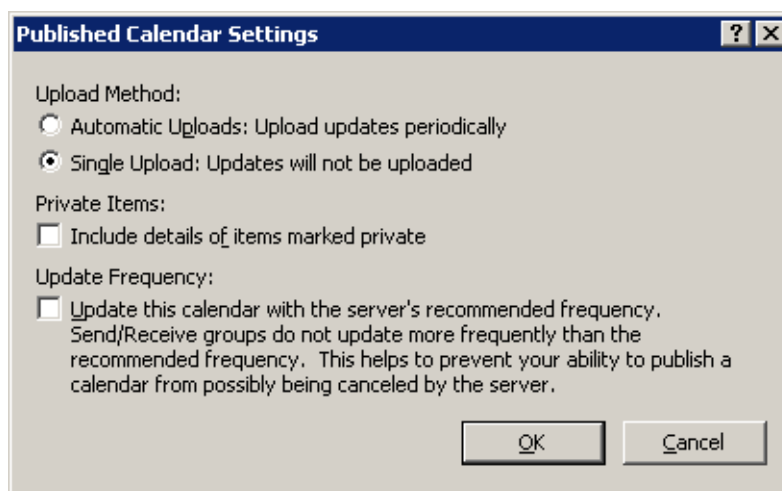 Published Calendar Settings
Upload Method:
Automatic Uploads: Upload updates periodically
Single Upload: Updates will not be uploaded
Private Items:
Include details of items marked private
Update Frequency:
Update this calendar with the server's recommended frequency.
Send/Receive groups do not update more frequently than the
recommended frequency.  This helps to prevent your ability to publish a
calendar from possibly being canceled by the server.
OK
Cancel